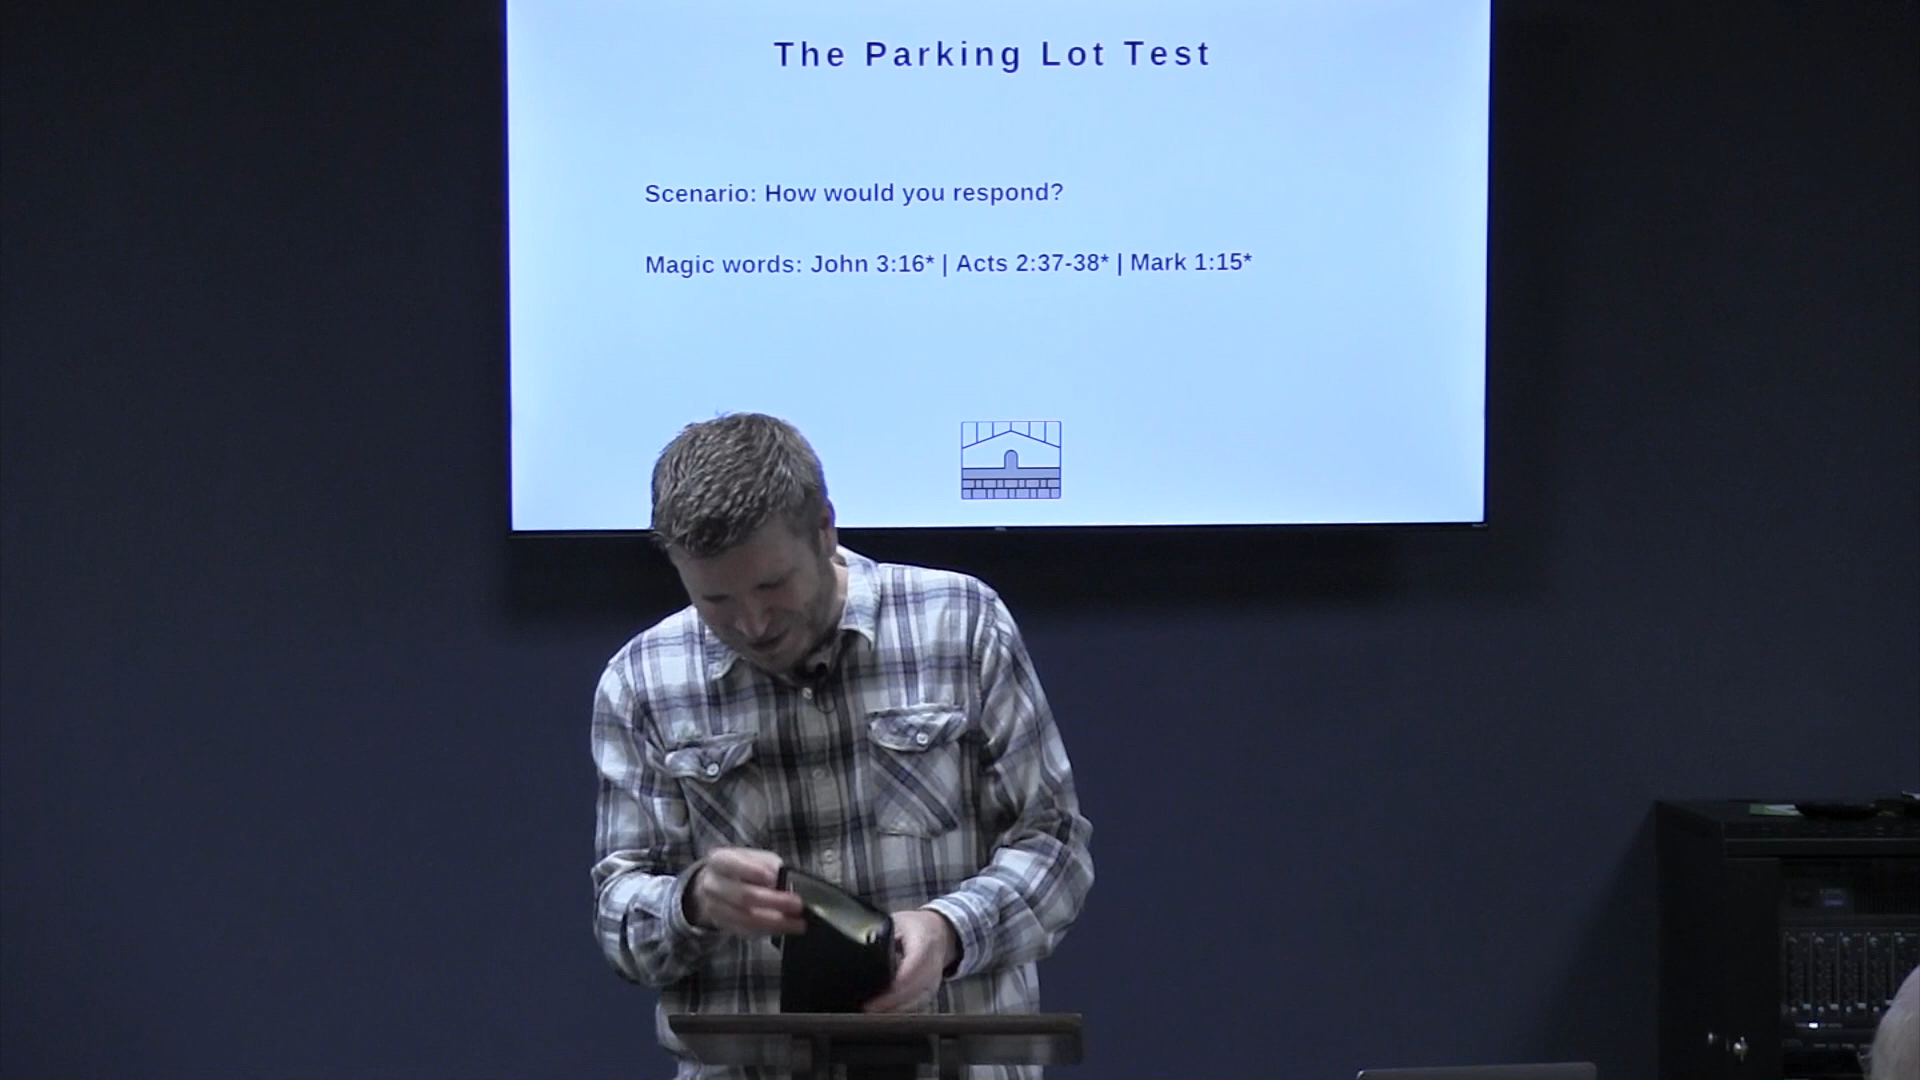 The Parking Lot Test
Scenario: How would you respond?
Magic words: John 3:16* | Acts 2:37-38* | Mark 1:15*